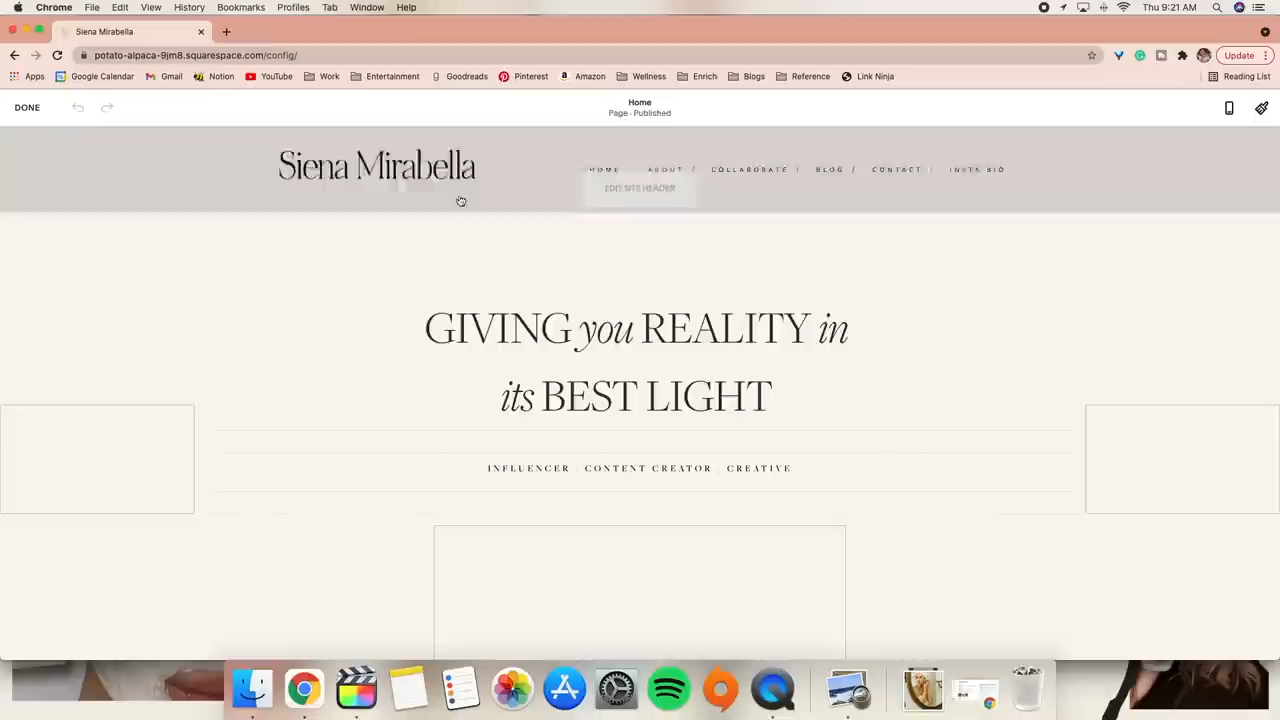 Chrome File Edit View History Bookmarks Profiles Tab Window Help Thu 9:21 AM
Siena Mirabella
potato-alpaca-9jm8.squarespace.com/config/ Update
Apps Google Calendar Gmail Notion YouTube Work Entertainment Goodreads Pinterest Amazon Wellness Enrich Blogs Reference Link Ninja Reading List
DONE
Home
Page · Published
Siena Mirabella
HOME ABOUT / COLLABORATE / BLOG / CONTACT INSTA BIO
EDIT SITE HEADER
GIVING you REALITY in
its BEST LIGHT
INFLUENCER CONTENT CREATOR CREATIVE